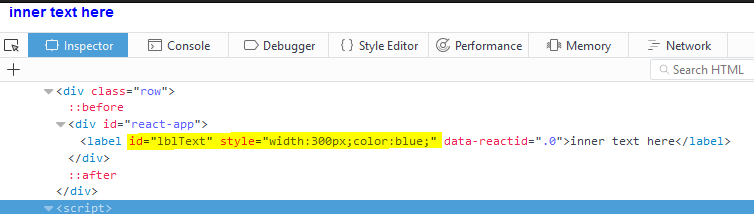 inner text here
Inspector Console Debugger { } Style Editor Performance Memory Network
+ Search HTML
<div class="row">
::before
<div id="react-app">
<label id="lblText" style="width:300px;color:blue;" data-reactid=".0">inner text here</label>
</div>
::after
</div>
<script>